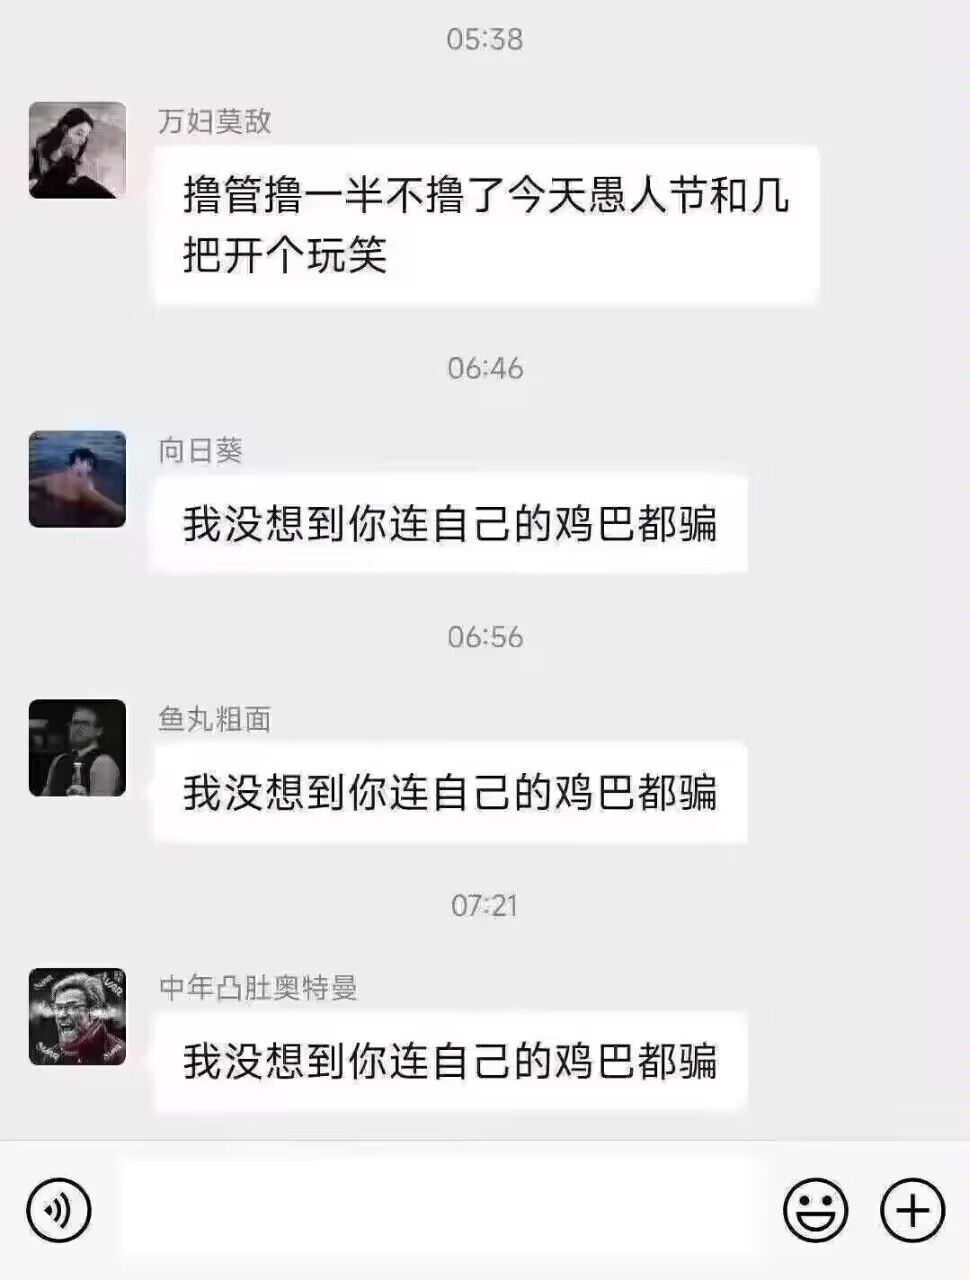 05:38
万妇莫敌
撸管撸一半不撸了今天愚人节和几
把开个玩笑
06:46
向日葵
我没想到你连自己的鸡巴都骗
06:56
鱼丸粗面
我没想到你连自己的鸡巴都骗
07:21
中年凸肚奥特曼
我没想到你连自己的鸡巴都骗